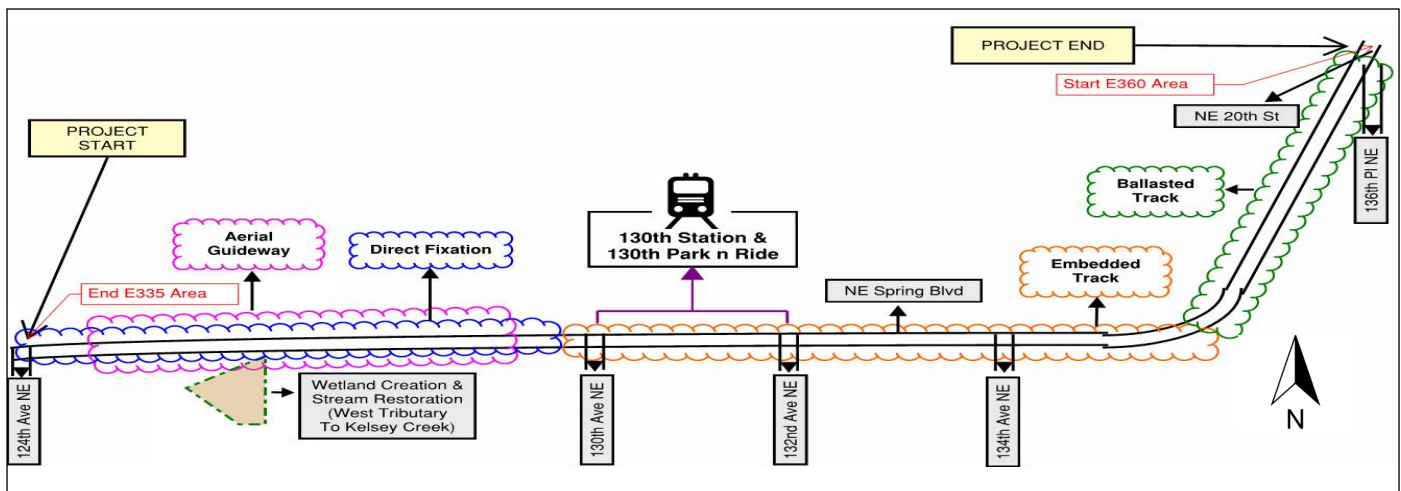 PROJECT END
Start E360 Area
NE 20th St
136th Pl NE
PROJECT
START
Ballasted
Track
Aerial
Guideway
Direct Fixation
130th Station &
130th Park n Ride
Embedded
Track
End E335 Area
NE Spring Blvd
Wetland Creation &
Stream Restoration
(West Tributary
To Kelsey Creek)
124th Ave NE
130th Ave NE
132nd Ave NE
134th Ave NE
N